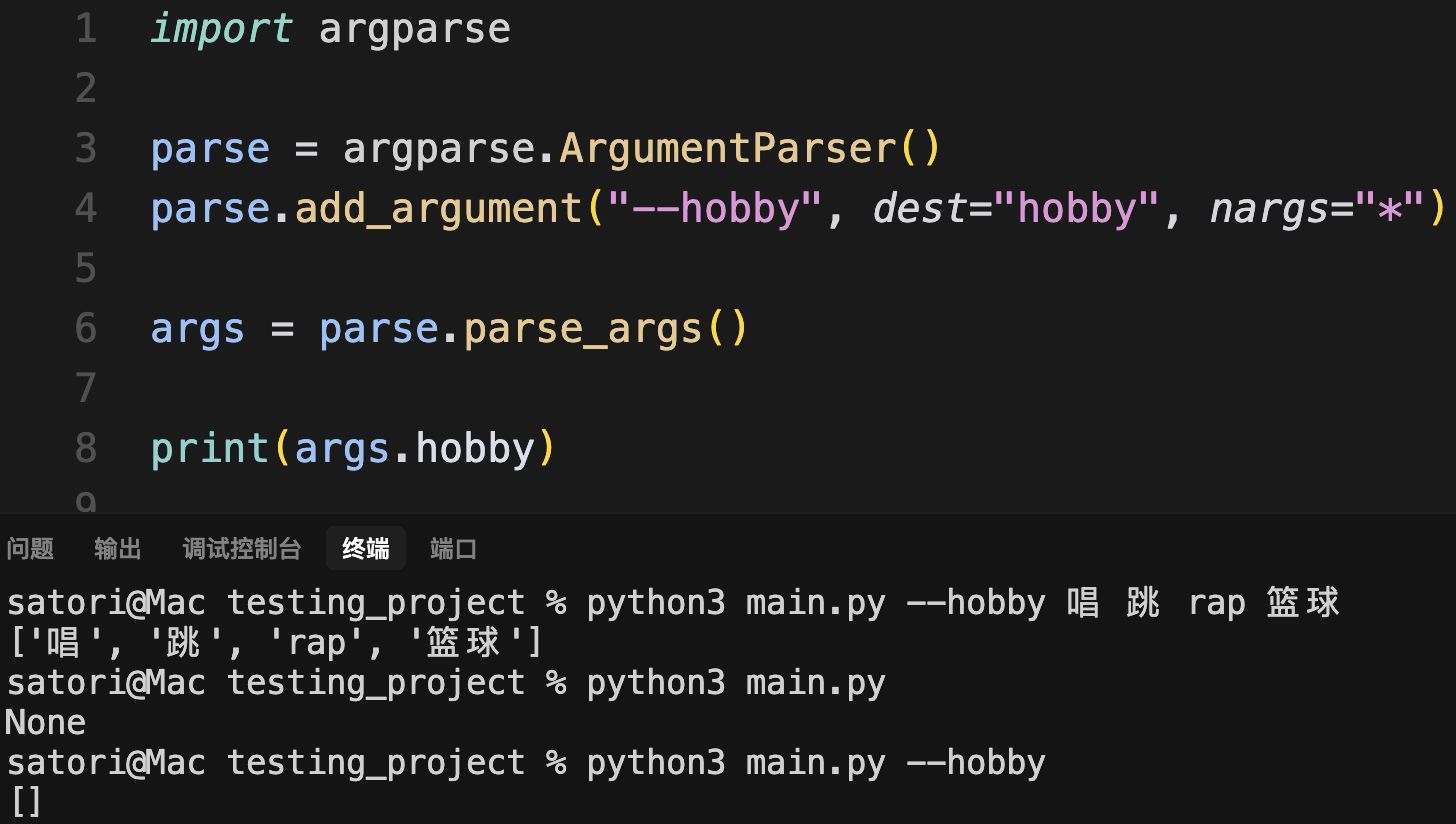 1 import argparse
2
3 parse = argparse.ArgumentParser()
4 parse.add_argument("--hobby", dest="hobby", nargs="*")
5
6 args = parse.parse_args()
7
8 print(args.hobby)
9
问题 输出 调试控制台 终端 端口
satori@Mac testing_project % python3 main.py --hobby 唱 跳 rap 篮球
['唱', '跳', 'rap', '篮球']
satori@Mac testing_project % python3 main.py
None
satori@Mac testing_project % python3 main.py --hobby
[]